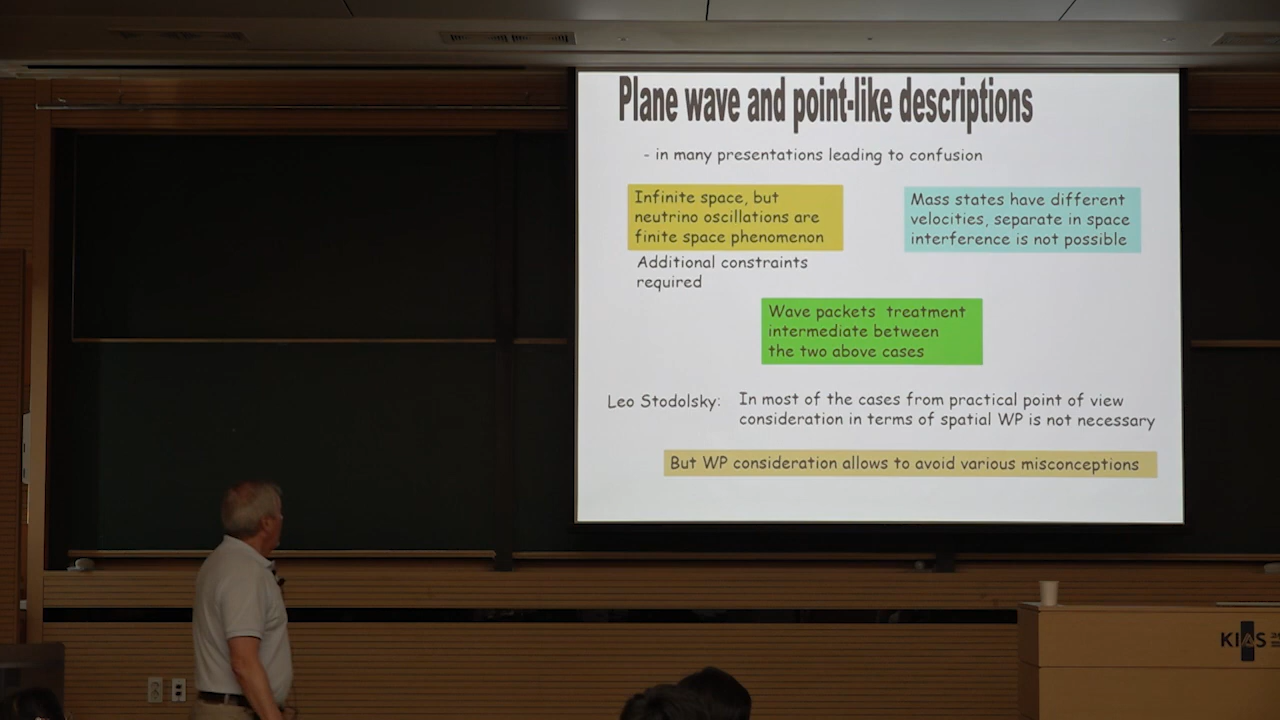 Plane wave and point-like descriptions
- in many presentations leading to confusion
Infinite space, but
neutrino oscillations are
finite space phenomenon
Mass states have different
velocities, separate in space
interference is not possible
Additional constraints
required
Wave packets treatment
intermediate between
the two above cases
Leo Stodolsky: In most of the cases from practical point of view
consideration in terms of spatial WP is not necessary
But WP consideration allows to avoid various misconceptions
KIAS